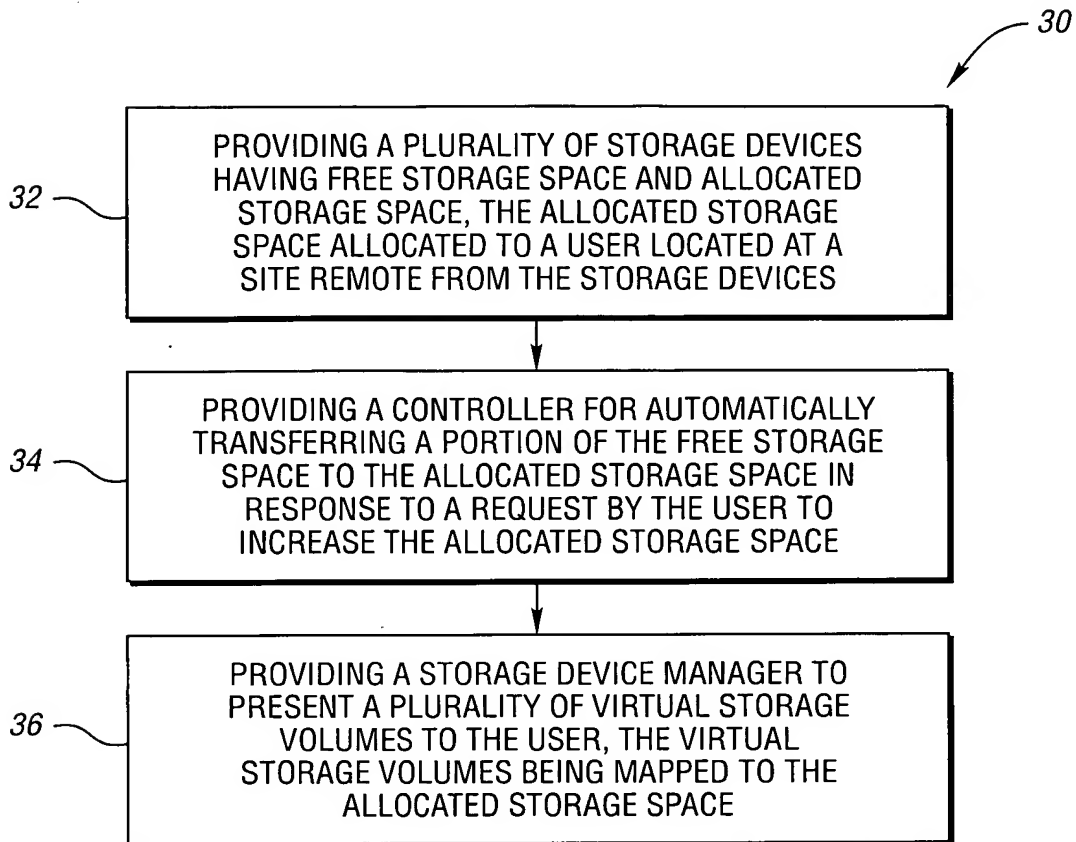 30
32
PROVIDING A PLURALITY OF STORAGE DEVICES
HAVING FREE STORAGE SPACE AND ALLOCATED
STORAGE SPACE, THE ALLOCATED STORAGE
SPACE ALLOCATED TO A USER LOCATED AT A
SITE REMOTE FROM THE STORAGE DEVICES
34
PROVIDING A CONTROLLER FOR AUTOMATICALLY
TRANSFERRING A PORTION OF THE FREE STORAGE
SPACE TO THE ALLOCATED STORAGE SPACE IN
RESPONSE TO A REQUEST BY THE USER TO
INCREASE THE ALLOCATED STORAGE SPACE
36
PROVIDING A STORAGE DEVICE MANAGER TO
PRESENT A PLURALITY OF VIRTUAL STORAGE
VOLUMES TO THE USER, THE VIRTUAL
STORAGE VOLUMES BEING MAPPED TO THE
ALLOCATED STORAGE SPACE